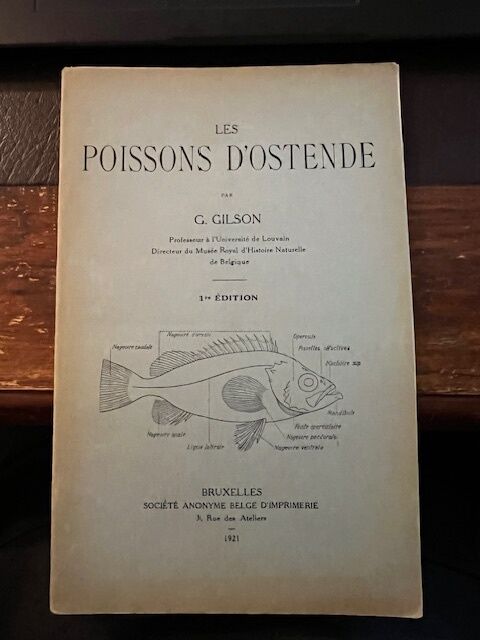 LES
POISSONS D'OSTENDE
PAR
G. GILSON
Professeur à l'Université de Louvain
Directeur du Musée Royal d'Histoire Naturelle
de Belgique
1re ÉDITION
Nageoire dorsale
Nageoire caudale
Opercule
Fossettes olfactives
Mâchoire sup
Mandibule
Fente operculaire
Nageoire pectorale
Nageoire ventrale
Nageoire anale
Ligne latérale
BRUXELLES
SOCIÉTÉ ANONYME BELGE D'IMPRIMERIE
3, Rue des Ateliers
1921